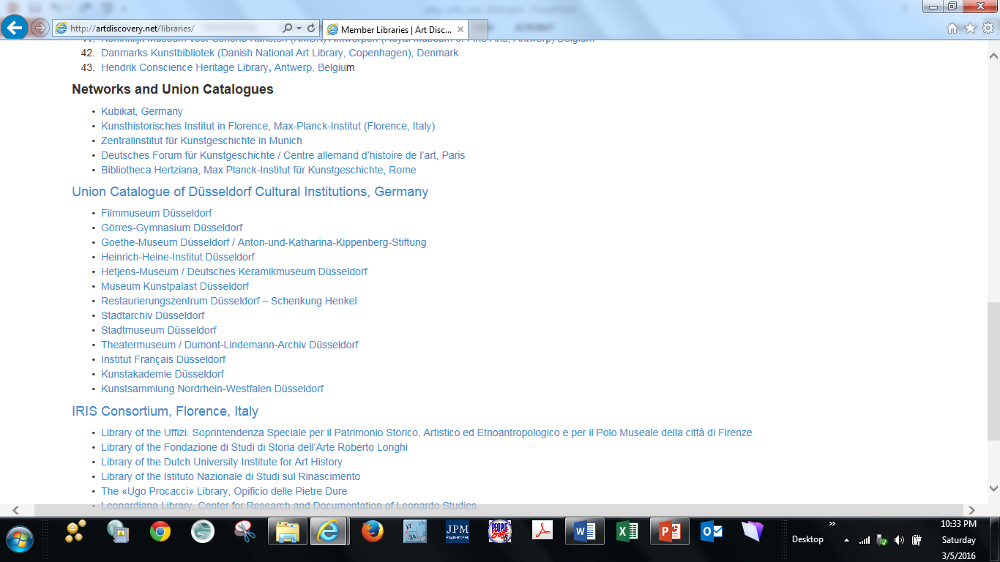 http://artdiscovery.net/libraries/
Member Libraries | Art Disc...
42. Danmarks Kunstbibliotek (Danish National Art Library, Copenhagen), Denmark
43. Hendrik Conscience Heritage Library, Antwerp, Belgium
Networks and Union Catalogues
• Kubikat, Germany
• Kunsthistorisches Institut in Florence, Max-Planck-Institut (Florence, Italy)
• Zentralinstitut für Kunstgeschichte in Munich
• Deutsches Forum für Kunstgeschichte / Centre allemand d’histoire de l’art, Paris
• Bibliotheca Hertziana, Max Planck-Institut für Kunstgeschichte, Rome
Union Catalogue of Düsseldorf Cultural Institutions, Germany
• Filmmuseum Düsseldorf
• Görres-Gymnasium Düsseldorf
• Goethe-Museum Düsseldorf / Anton-und-Katharina-Kippenberg-Stiftung
• Heinrich-Heine-Institut Düsseldorf
• Hetjens-Museum / Deutsches Keramikmuseum Düsseldorf
• Museum Kunstpalast Düsseldorf
• Restaurierungszentrum Düsseldorf – Schenkung Henkel
• Stadtarchiv Düsseldorf
• Stadtmuseum Düsseldorf
• Theatermuseum / Dumont-Lindemann-Archiv Düsseldorf
• Institut Français Düsseldorf
• Kunstakademie Düsseldorf
• Kunstsammlung Nordrhein-Westfalen Düsseldorf
IRIS Consortium, Florence, Italy
• Library of the Uffizi. Soprintendenza Speciale per il Patrimonio Storico, Artistico ed Etnoantropologico e per il Polo Museale della città di Firenze
• Library of the Fondazione di Studi di Storia dell’Arte Roberto Longhi
• Library of the Dutch University Institute for Art History
• Library of the Istituto Nazionale di Studi sul Rinascimento
• The «Ugo Procacci» Library, Opificio delle Pietre Dure
• Leonardiana Library, Center for Research and Documentation of Leonardo Studies
JPM
Desktop
10:33 PM
Saturday
3/5/2016